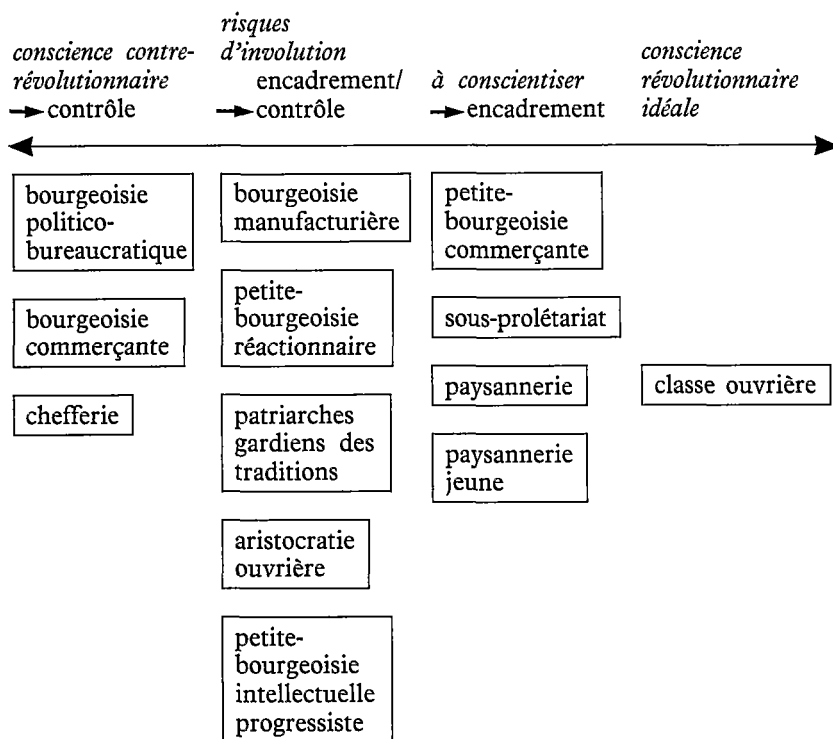 conscience contre-
révolutionnaire
→ contrôle
risques
d'involution
encadrement/
→ contrôle
à conscientiser
→ encadrement
conscience
révolutionnaire
idéale
bourgeoisie
politico-
bureaucratique
bourgeoisie
commerçante
chefferie
bourgeoisie
manufacturière
petite-
bourgeoisie
réactionnaire
patriarches
gardiens des
traditions
aristocratie
ouvrière
petite-
bourgeoisie
intellectuelle
progressiste
petite-
bourgeoisie
commerçante
sous-prolétariat
paysannerie
paysannerie
jeune
classe ouvrière